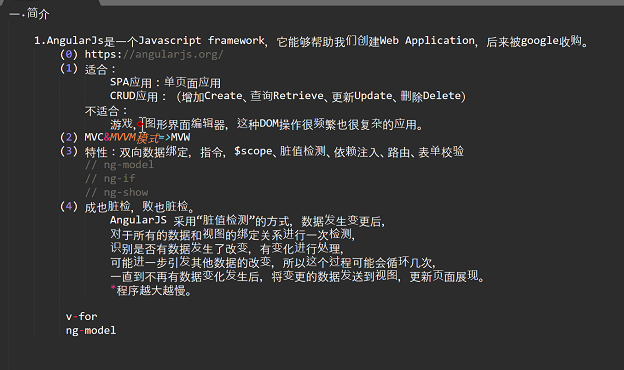 一.简介
1.AngularJs是一个Javascript framework，它能够帮助我们创建Web Application，后来被google收购。
(0) https://angularjs.org/
(1) 适合：
SPA应用：单页面应用
CRUD应用：（增加Create、查询Retrieve、更新Update、删除Delete）
不适合：
游戏，图形界面编辑器，这种DOM操作很频繁也很复杂的应用。
(2) MVC&MVVM模式=>MVW
(3) 特性：双向数据绑定，指令，$scope、脏值检测、依赖注入、路由、表单校验
// ng-model
// ng-if
// ng-show
(4) 成也脏检，败也脏检。
AngularJS 采用“脏值检测”的方式，数据发生变更后，
对于所有的数据和视图的绑定关系进行一次检测，
识别是否有数据发生了改变，有变化进行处理，
可能进一步引发其他数据的改变，所以这个过程可能会循环几次，
一直到不再有数据变化发生后，将变更的数据发送到视图，更新页面展现。
*程序越大越慢。
v-for
ng-model